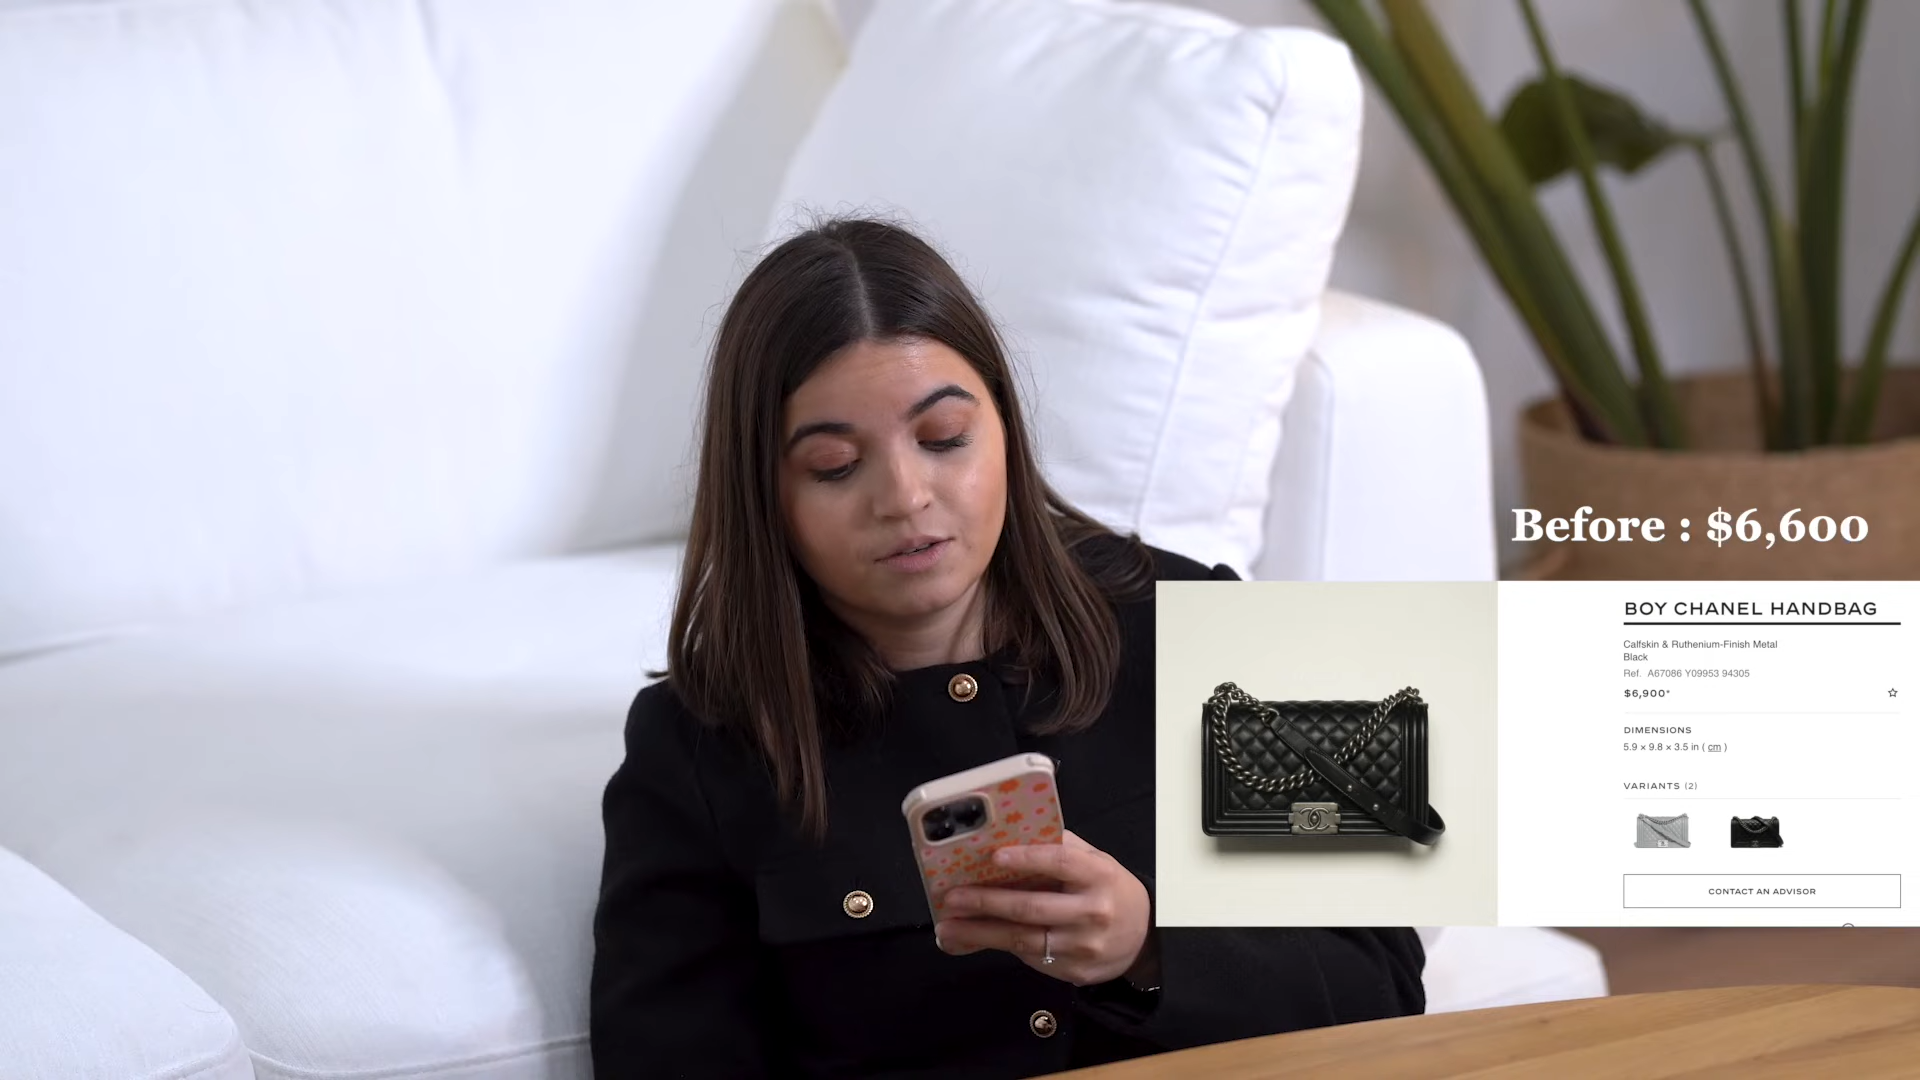 Before : $6,600
BOY CHANEL HANDBAG
Calfskin & Ruthenium-Finish Metal
Black
Ref. A67086 Y09953 94305
$6,900*
DIMENSIONS
5.9 × 9.8 × 3.5 in ( cm )
VARIANTS (2)
CONTACT AN ADVISOR